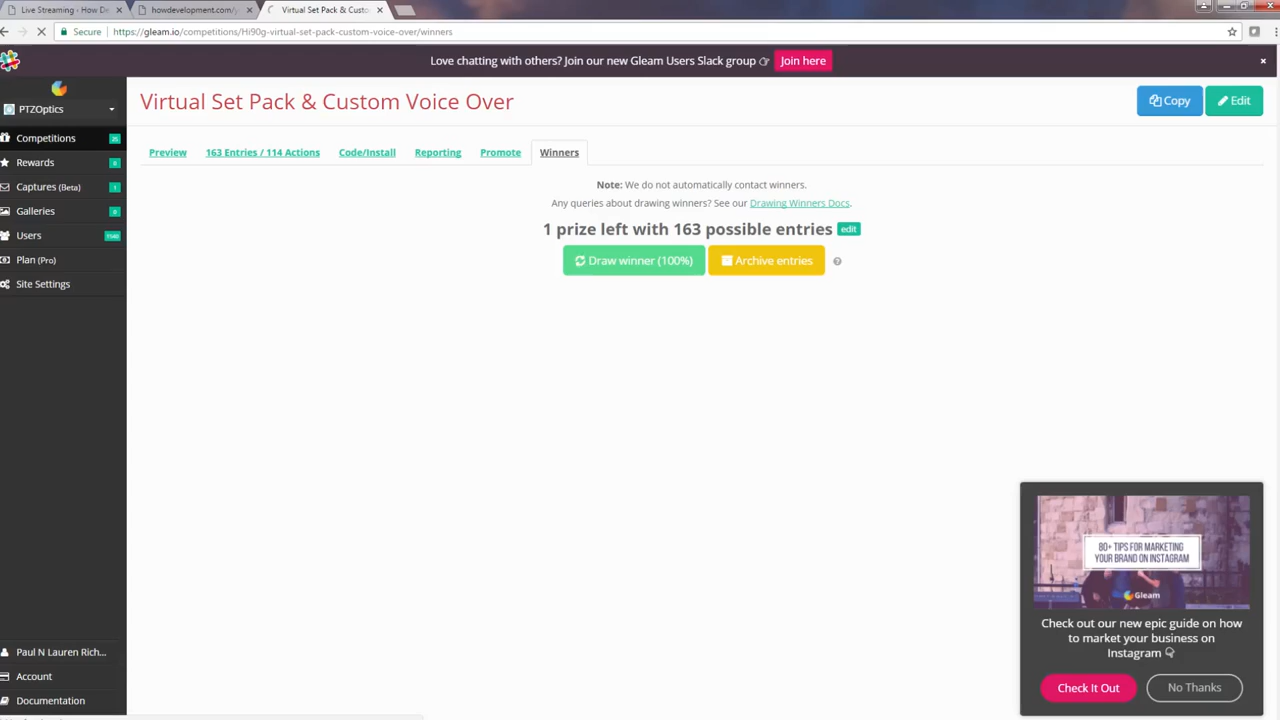 Live Streaming ‹ How De
howdevelopment.com/
Virtual Set Pack & Custom
Secure
https://gleam.io/competitions/Hi90g-virtual-set-pack-custom-voice-over/winners
Love chatting with others? Join our new Gleam Users Slack group
Join here
PTZOptics
Virtual Set Pack & Custom Voice Over
Copy
Edit
Competitions 25
Rewards 8
Captures (Beta) 1
Galleries 0
Users
Plan (Pro)
Site Settings
Preview
163 Entries / 114 Actions
Code/Install
Reporting
Promote
Winners
Note: We do not automatically contact winners.
Any queries about drawing winners? See our Drawing Winners Docs.
1 prize left with 163 possible entries edit
Draw winner (100%)
Archive entries
80+ TIPS FOR MARKETING
YOUR BRAND ON INSTAGRAM
Gleam
Check out our new epic guide on how
to market your business on
Instagram
Check It Out
No Thanks
Paul N Lauren Rich...
Account
Documentation